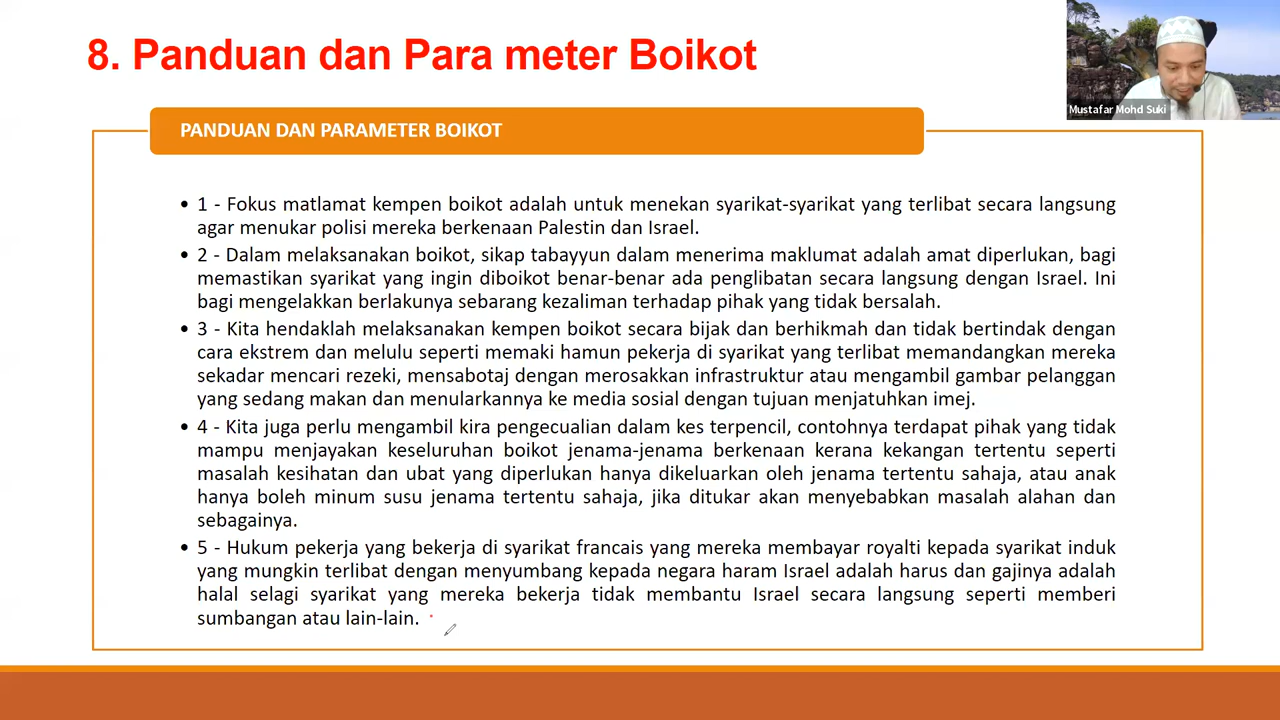 8. Panduan dan Para meter Boikot
Mustafar Mohd Suki
PANDUAN DAN PARAMETER BOIKOT
• 1 - Fokus matlamat kempen boikot adalah untuk menekan syarikat-syarikat yang terlibat secara langsung
agar menukar polisi mereka berkenaan Palestin dan Israel.
• 2 - Dalam melaksanakan boikot, sikap tabayyun dalam menerima maklumat adalah amat diperlukan, bagi
memastikan syarikat yang ingin diboikot benar-benar ada penglibatan secara langsung dengan Israel. Ini
bagi mengelakkan berlakunya sebarang kezaliman terhadap pihak yang tidak bersalah.
• 3 - Kita hendaklah melaksanakan kempen boikot secara bijak dan berhikmah dan tidak bertindak dengan
cara ekstrem dan melulu seperti memaki hamun pekerja di syarikat yang terlibat memandangkan mereka
sekadar mencari rezeki, mensabotaj dengan merosakkan infrastruktur atau mengambil gambar pelanggan
yang sedang makan dan menularkannya ke media sosial dengan tujuan menjatuhkan imej.
• 4 - Kita juga perlu mengambil kira pengecualian dalam kes terpencil, contohnya terdapat pihak yang tidak
mampu menjayakan keseluruhan boikot jenama-jenama berkenaan kerana kekangan tertentu seperti
masalah kesihatan dan ubat yang diperlukan hanya dikeluarkan oleh jenama tertentu sahaja, atau anak
hanya boleh minum susu jenama tertentu sahaja, jika ditukar akan menyebabkan masalah alahan dan
sebagainya.
• 5 - Hukum pekerja yang bekerja di syarikat francais yang mereka membayar royalti kepada syarikat induk
yang mungkin terlibat dengan menyumbang kepada negara haram Israel adalah harus dan gajinya adalah
halal selagi syarikat yang mereka bekerja tidak membantu Israel secara langsung seperti memberi
sumbangan atau lain-lain.